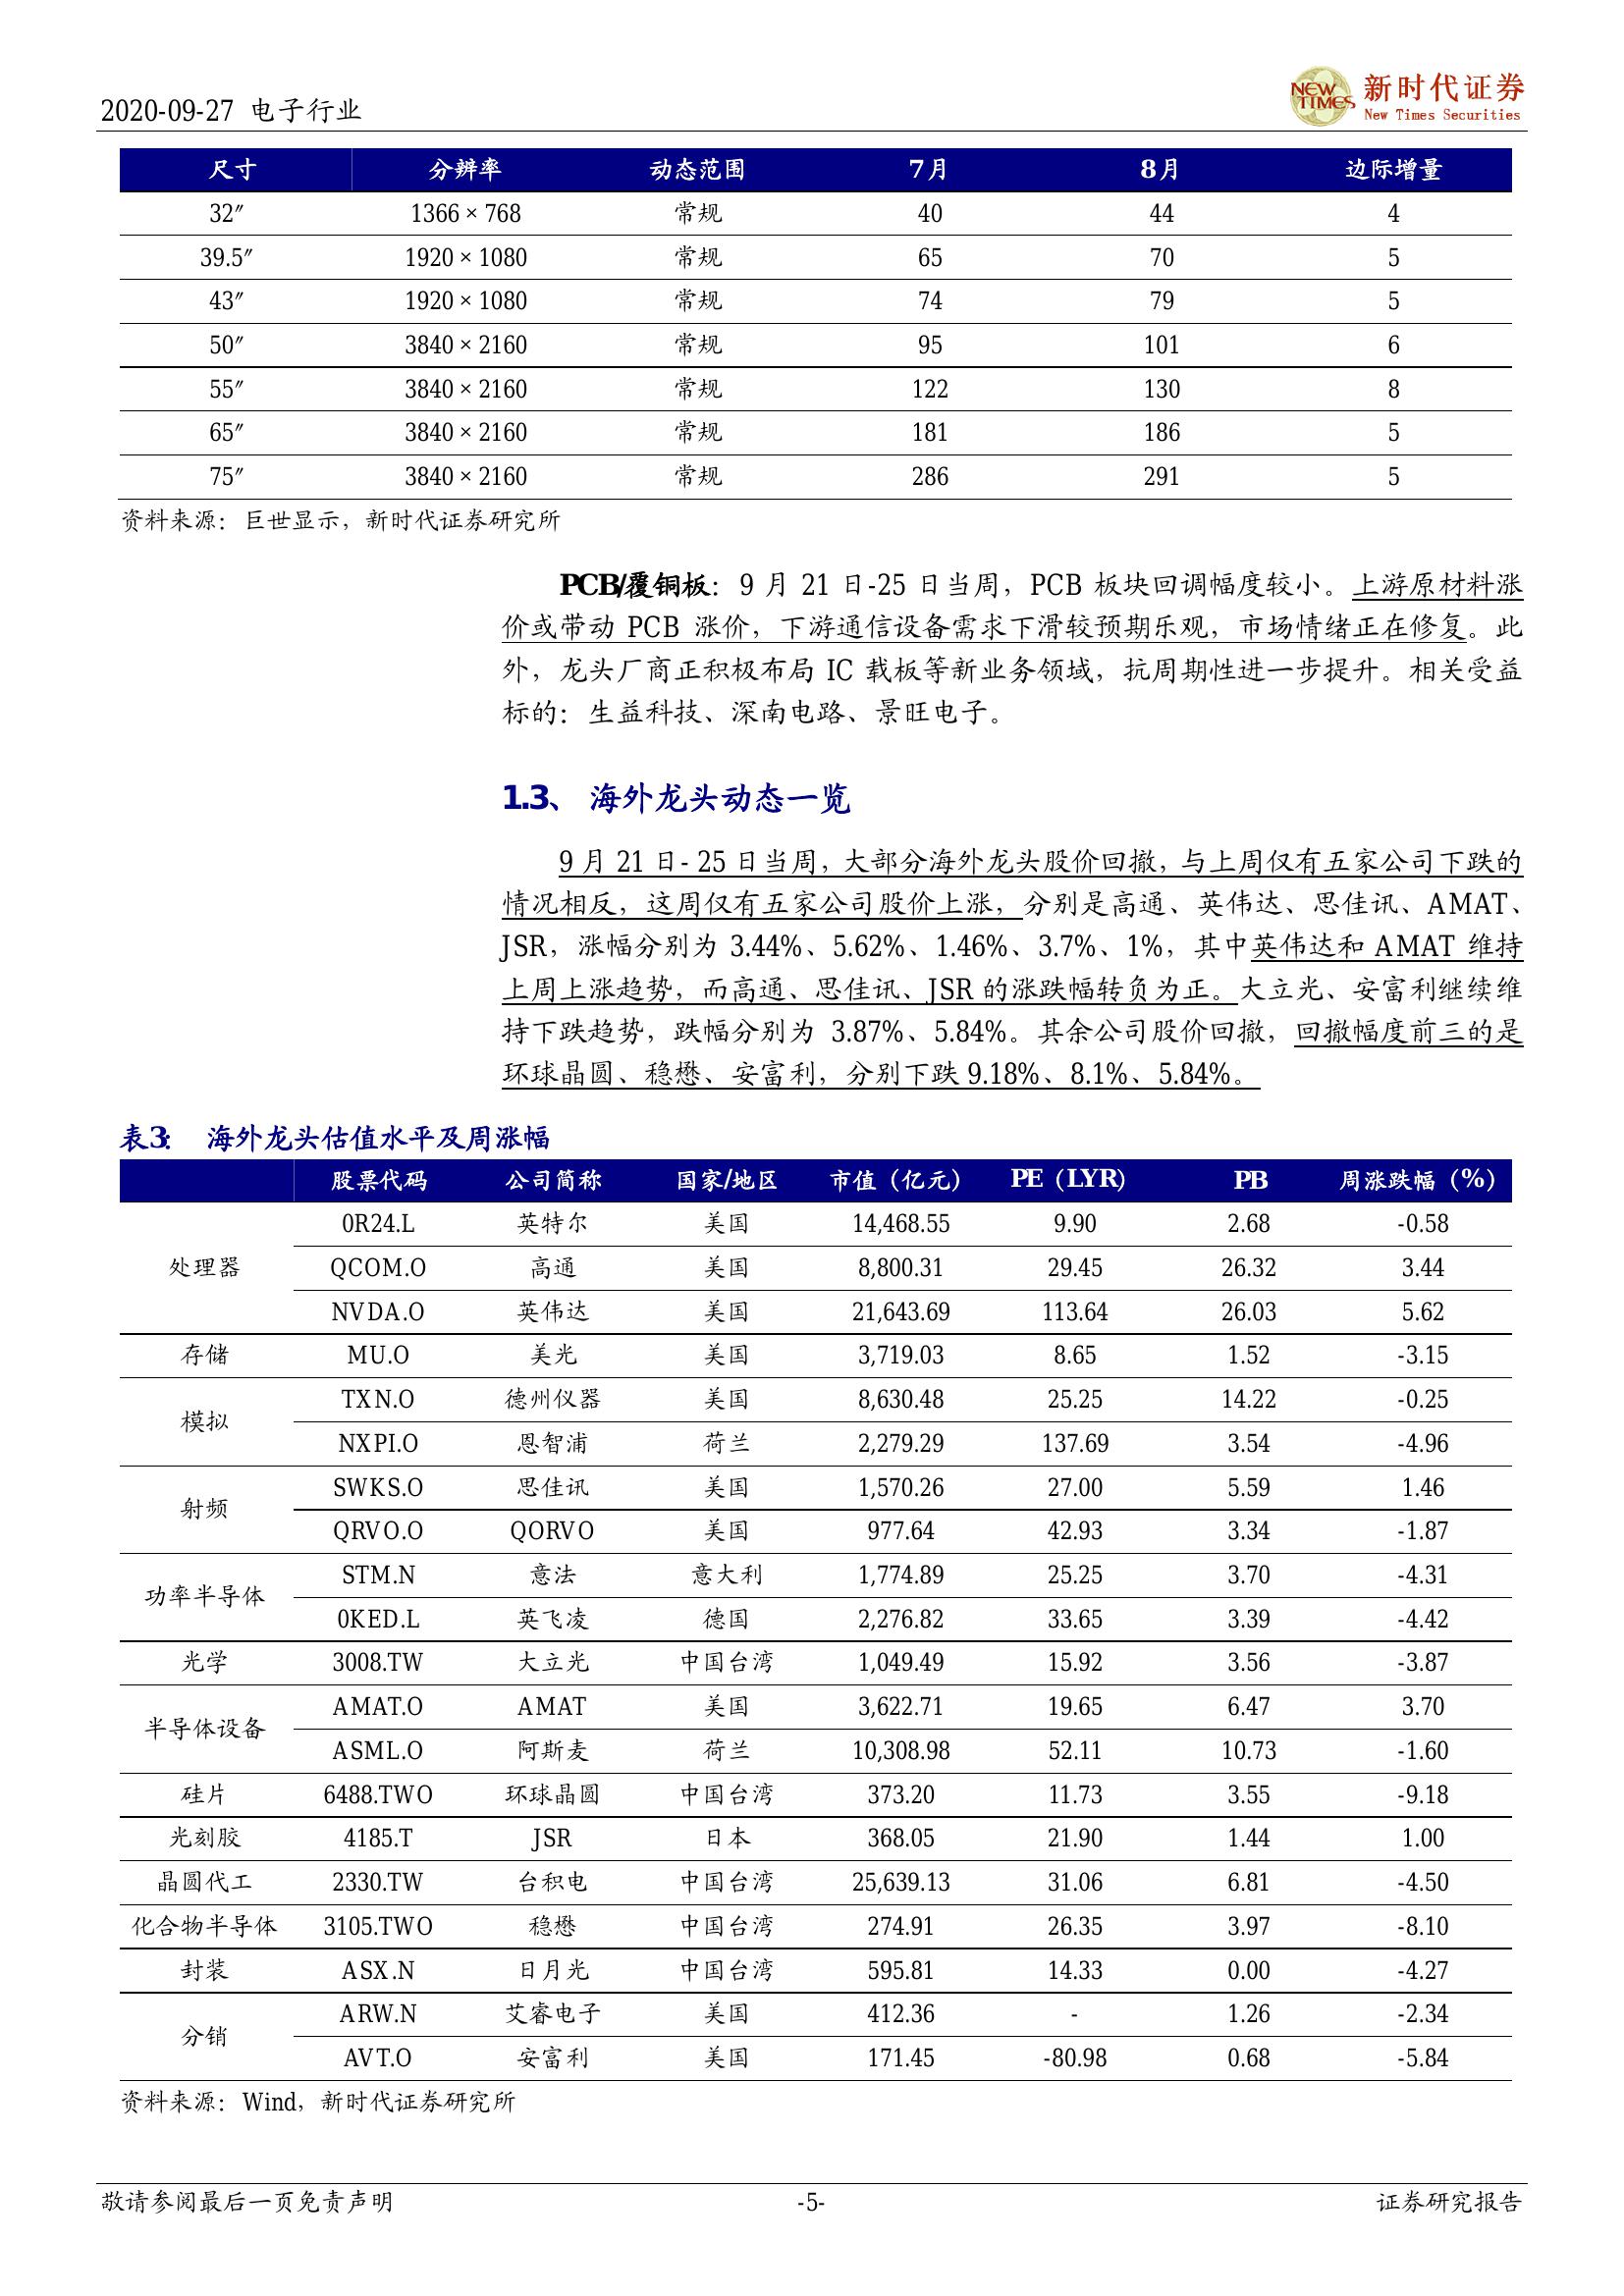 2020-09-27 电子行业
NEW TIMES 新时代证券
New Times Securities
尺寸 分辨率 动态范围 7月 8月 边际增量
32″ 1366 × 768 常规 40 44 4
39.5″ 1920 × 1080 常规 65 70 5
43″ 1920 × 1080 常规 74 79 5
50″ 3840 × 2160 常规 95 101 6
55″ 3840 × 2160 常规 122 130 8
65″ 3840 × 2160 常规 181 186 5
75″ 3840 × 2160 常规 286 291 5
资料来源：巨世显示，新时代证券研究所
PCB/覆铜板：9 月 21 日-25 日当周，PCB 板块回调幅度较小。上游原材料涨
价或带动 PCB 涨价，下游通信设备需求下滑较预期乐观，市场情绪正在修复。此
外，龙头厂商正积极布局 IC 载板等新业务领域，抗周期性进一步提升。相关受益
标的：生益科技、深南电路、景旺电子。
1.3、 海外龙头动态一览
9 月 21 日- 25 日当周，大部分海外龙头股价回撤，与上周仅有五家公司下跌的
情况相反，这周仅有五家公司股价上涨，分别是高通、英伟达、思佳讯、AMAT、
JSR，涨幅分别为 3.44%、5.62%、1.46%、3.7%、1%，其中英伟达和 AMAT 维持
上周上涨趋势，而高通、思佳讯、JSR 的涨跌幅转负为正。大立光、安富利继续维
持下跌趋势，跌幅分别为 3.87%、5.84%。其余公司股价回撤，回撤幅度前三的是
环球晶圆、稳懋、安富利，分别下跌 9.18%、8.1%、5.84%。
表3： 海外龙头估值水平及周涨幅
股票代码 公司简称 国家/地区 市值（亿元） PE（LYR） PB 周涨跌幅（%）
0R24.L 英特尔 美国 14,468.55 9.90 2.68 -0.58
处理器 QCOM.O 高通 美国 8,800.31 29.45 26.32 3.44
NVDA.O 英伟达 美国 21,643.69 113.64 26.03 5.62
存储 MU.O 美光 美国 3,719.03 8.65 1.52 -3.15
模拟 TXN.O 德州仪器 美国 8,630.48 25.25 14.22 -0.25
NXPI.O 恩智浦 荷兰 2,279.29 137.69 3.54 -4.96
射频 SWKS.O 思佳讯 美国 1,570.26 27.00 5.59 1.46
QRVO.O QORVO 美国 977.64 42.93 3.34 -1.87
功率半导体 STM.N 意法 意大利 1,774.89 25.25 3.70 -4.31
0KED.L 英飞凌 德国 2,276.82 33.65 3.39 -4.42
光学 3008.TW 大立光 中国台湾 1,049.49 15.92 3.56 -3.87
半导体设备 AMAT.O AMAT 美国 3,622.71 19.65 6.47 3.70
ASML.O 阿斯麦 荷兰 10,308.98 52.11 10.73 -1.60
硅片 6488.TWO 环球晶圆 中国台湾 373.20 11.73 3.55 -9.18
光刻胶 4185.T JSR 日本 368.05 21.90 1.44 1.00
晶圆代工 2330.TW 台积电 中国台湾 25,639.13 31.06 6.81 -4.50
化合物半导体 3105.TWO 稳懋 中国台湾 274.91 26.35 3.97 -8.10
封装 ASX.N 日月光 中国台湾 595.81 14.33 0.00 -4.27
分销 ARW.N 艾睿电子 美国 412.36 - 1.26 -2.34
AVT.O 安富利 美国 171.45 -80.98 0.68 -5.84
资料来源：Wind，新时代证券研究所
敬请参阅最后一页免责声明 -5- 证券研究报告